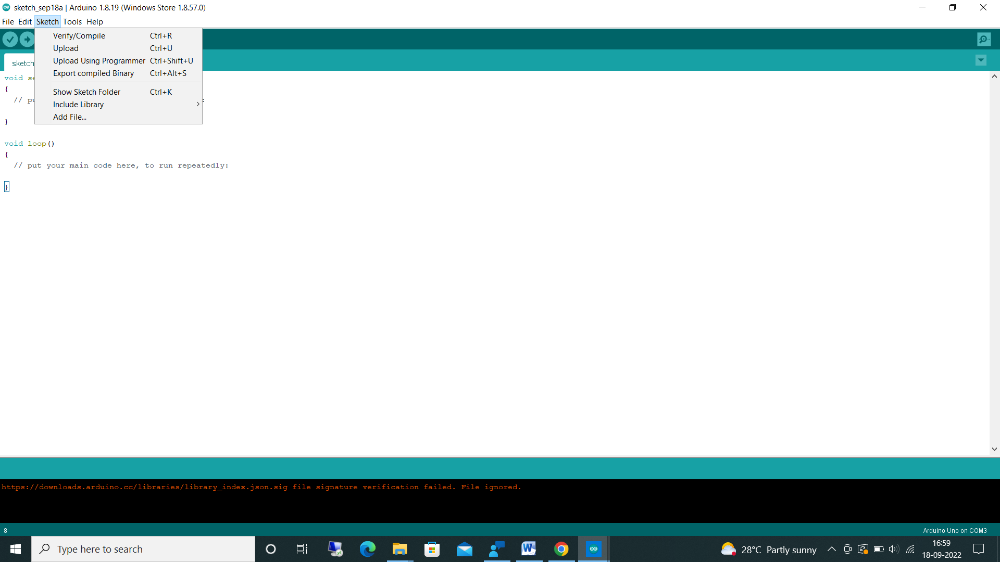 sketch_sep18a | Arduino 1.8.19 (Windows Store 1.8.57.0)
File Edit Sketch Tools Help
Verify/Compile Ctrl+R
Upload Ctrl+U
Upload Using Programmer Ctrl+Shift+U
Export compiled Binary Ctrl+Alt+S
Show Sketch Folder Ctrl+K
Include Library
Add File...
sketch
void se
{
// pu :
}
void loop()
{
// put your main code here, to run repeatedly:
}
https://downloads.arduino.cc/libraries/library_index.json.sig file signature verification failed. File ignored.
8 Arduino Uno on COM3
Type here to search
28°C Partly sunny
16:59
18-09-2022